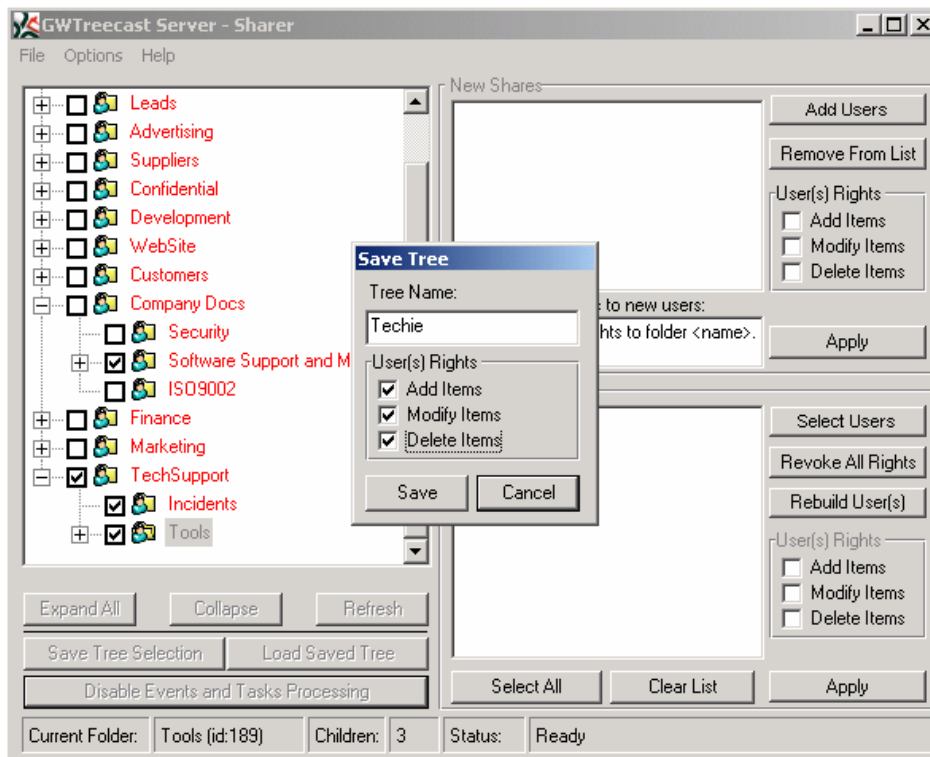 GWTreecast Server - Sharer
File Options Help
Leads
Advertising
Suppliers
Confidential
Development
WebSite
Customers
Company Docs
Security
Software Support and M
ISO9002
Finance
Marketing
TechSupport
Incidents
Tools
Expand All Collapse Refresh
Save Tree Selection Load Saved Tree
Disable Events and Tasks Processing
New Shares
Add Users
Remove From List
User(s) Rights
Add Items
Modify Items
Delete Items
to new users:
hts to folder <name>.
Apply
Save Tree
Tree Name:
Techie
User(s) Rights
Add Items
Modify Items
Delete Items
Save Cancel
Select Users
Revoke All Rights
Rebuild User(s)
User(s) Rights
Add Items
Modify Items
Delete Items
Select All Clear List Apply
Current Folder: Tools (id:189) Children: 3 Status: Ready